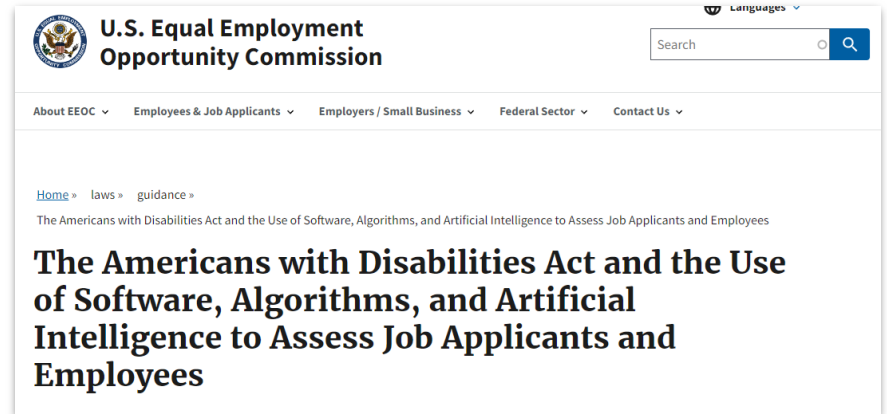 Languages
U.S. Equal Employment
Opportunity Commission
Search
About EEOC Employees & Job Applicants Employers / Small Business Federal Sector Contact Us
Home » laws » guidance »
The Americans with Disabilities Act and the Use of Software, Algorithms, and Artificial Intelligence to Assess Job Applicants and Employees
The Americans with Disabilities Act and the Use
of Software, Algorithms, and Artificial
Intelligence to Assess Job Applicants and
Employees